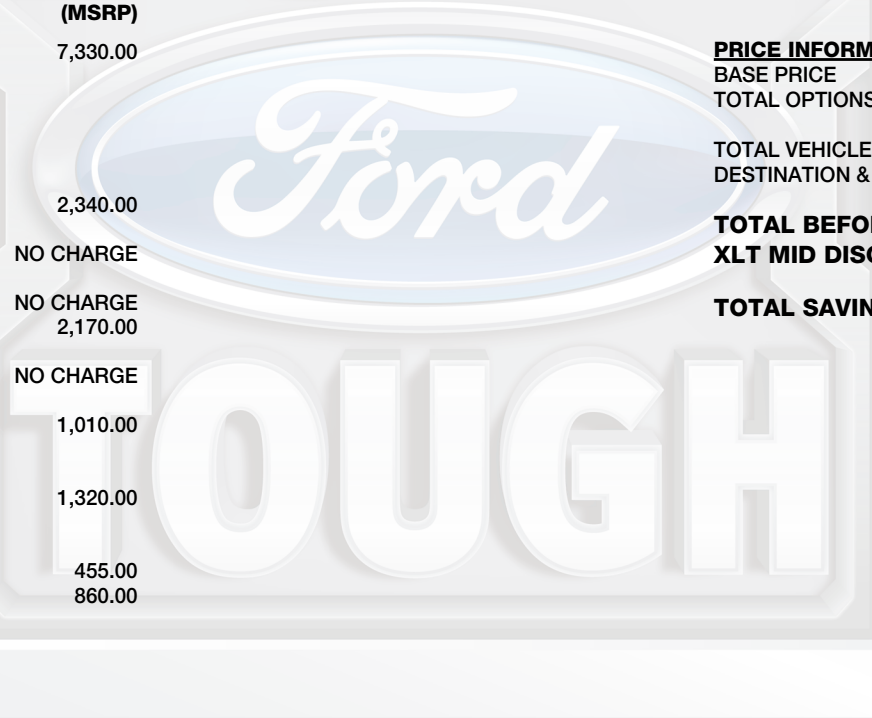 (MSRP)
7,330.00
2,340.00
NO CHARGE
NO CHARGE
2,170.00
NO CHARGE
1,010.00
1,320.00
455.00
860.00
PRICE INFORM
BASE PRICE
TOTAL OPTIONS
TOTAL VEHICLE
DESTINATION &
TOTAL BEFO
XLT MID DISC
TOTAL SAVIN
Ford
TOUGH